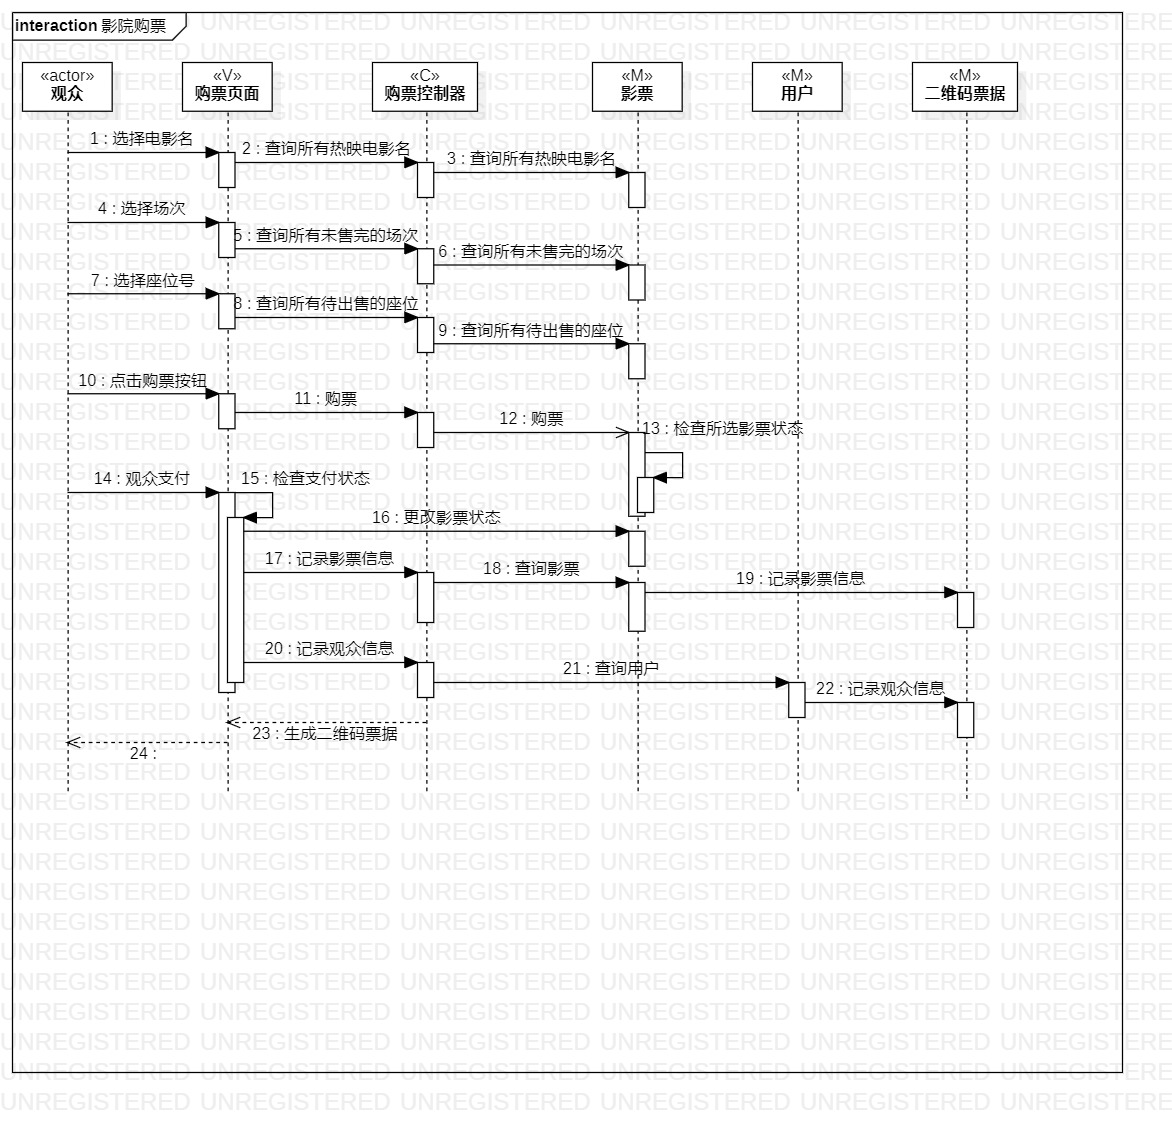 interaction 影院购票
«actor»
观众
«V»
购票页面
«C»
购票控制器
«M»
影票
«M»
用户
«M»
二维码票据
1 : 选择电影名
2 : 查询所有热映电影名
3 : 查询所有热映电影名
4 : 选择场次
5 : 查询所有未售完的场次
6 : 查询所有未售完的场次
7 : 选择座位号
8 : 查询所有待出售的座位
9 : 查询所有待出售的座位
10 : 点击购票按钮
11 : 购票
12 : 购票
13 : 检查所选影票状态
14 : 观众支付
15 : 检查支付状态
16 : 更改影票状态
17 : 记录影票信息
18 : 查询影票
19 : 记录影票信息
20 : 记录观众信息
21 : 查询用户
22 : 记录观众信息
23 : 生成二维码票据
24 :
UNREGISTERED